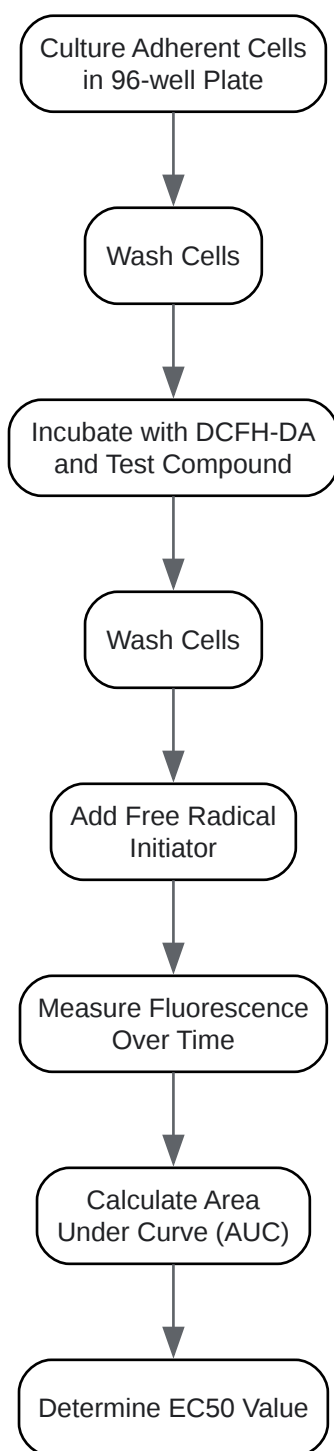 Culture Adherent Cells
in 96-well Plate
Wash Cells
Incubate with DCFH-DA
and Test Compound
Wash Cells
Add Free Radical
Initiator
Measure Fluorescence
Over Time
Calculate Area
Under Curve (AUC)
Determine EC50 Value